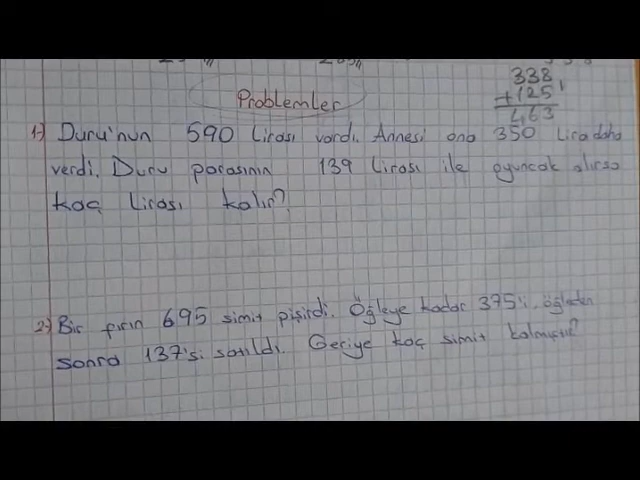 338
+125
463
Problemler
1-) Duru'nun 590 Lirası vardı. Annesi ona 350 Lira daha
verdi. Duru parasının 139 Lirası ile oyuncak alırsa
kaç Lirası kalır?
2-) Bir fırın 695 simit pişirdi. Öğleye kadar 375'i, öğleden
sonra 137'si satıldı. Geriye kaç simit kalmıştır?